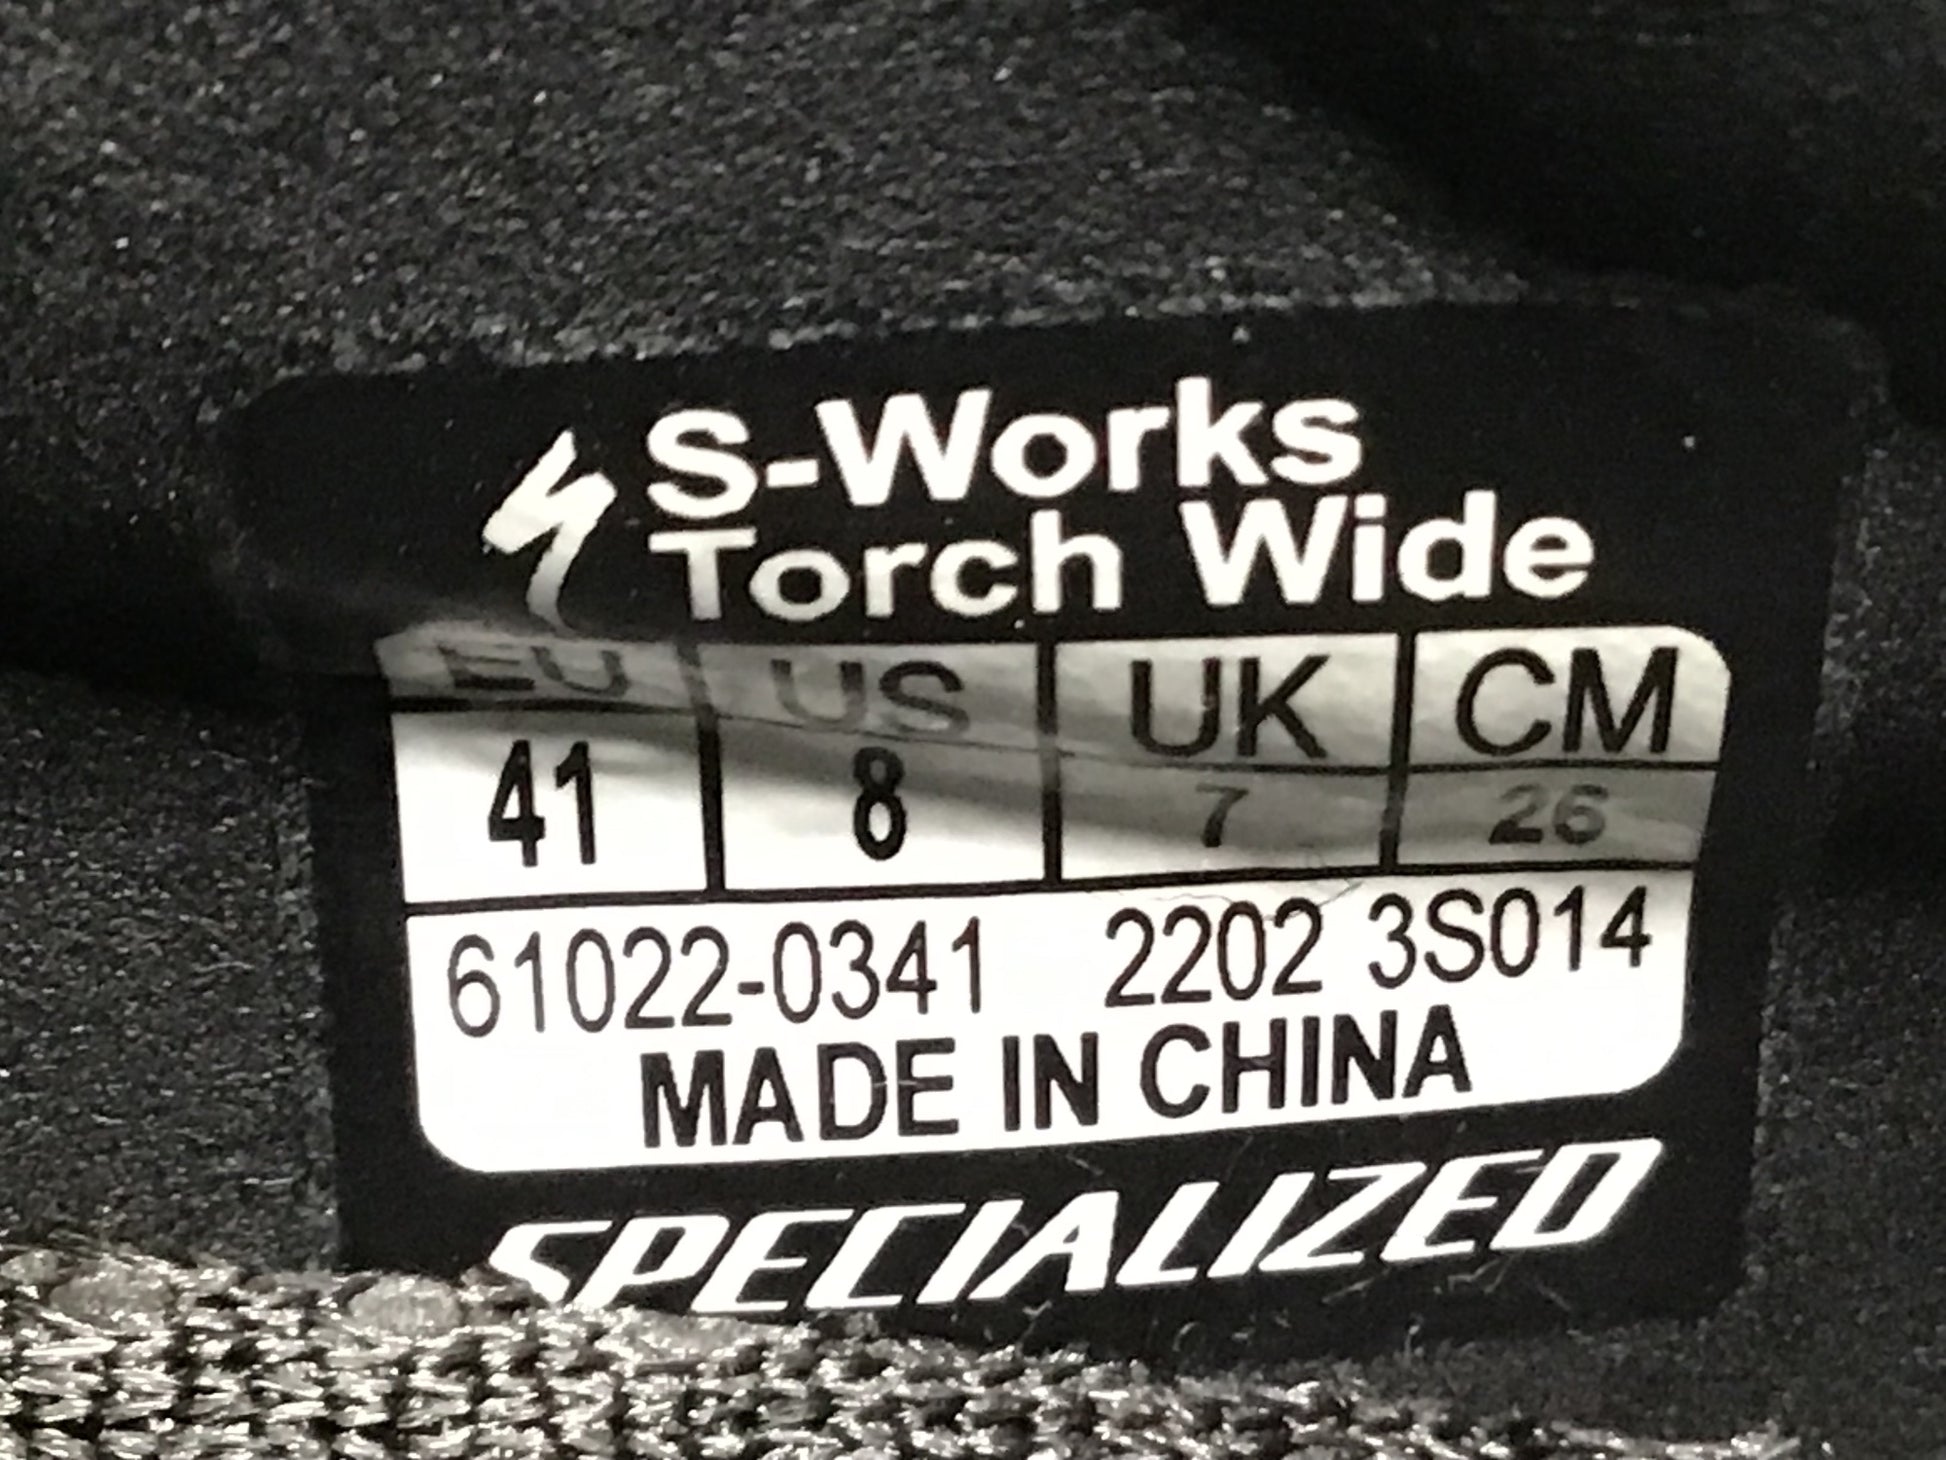 S-Works
Torch Wide
EU US UK CM
41 8 7 26
61022-0341 2202 3S014
MADE IN CHINA
SPECIALIZED